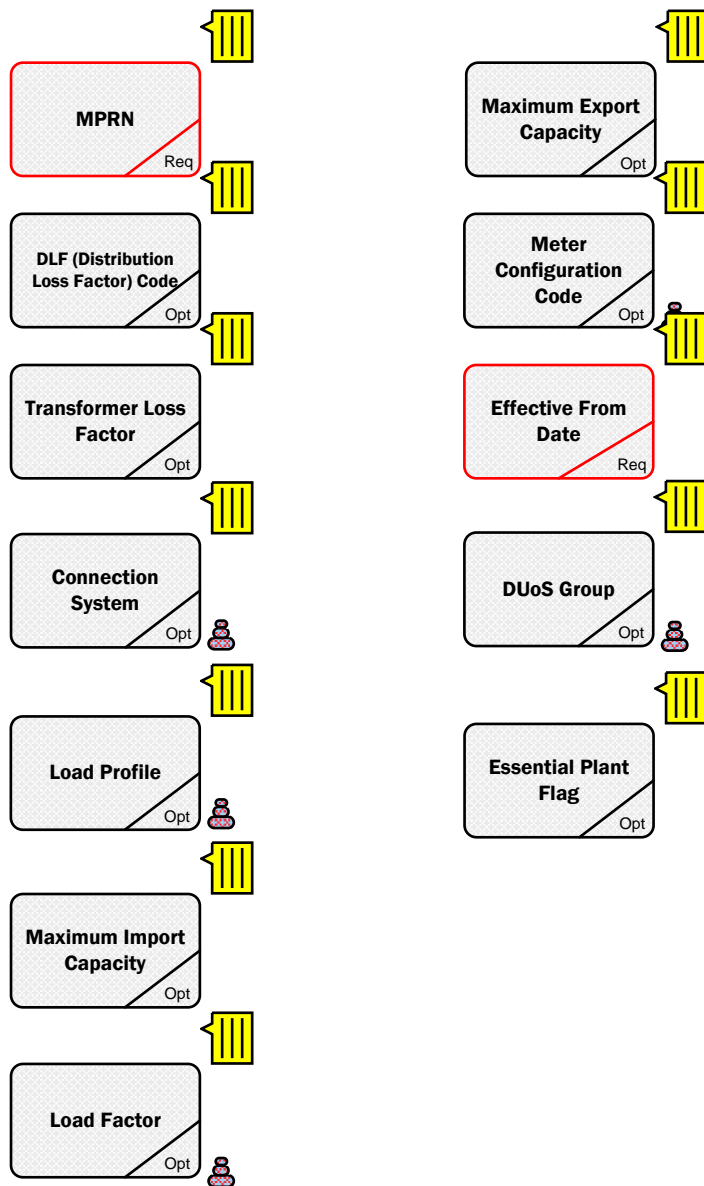 MPRN
Req
DLF (Distribution
Loss Factor) Code
Opt
Transformer Loss
Factor
Opt
Connection
System
Opt
Load Profile
Opt
Maximum Import
Capacity
Opt
Load Factor
Opt
Maximum Export
Capacity
Opt
Meter
Configuration
Code
Opt
Effective From
Date
Req
DUoS Group
Opt
Essential Plant
Flag
Opt